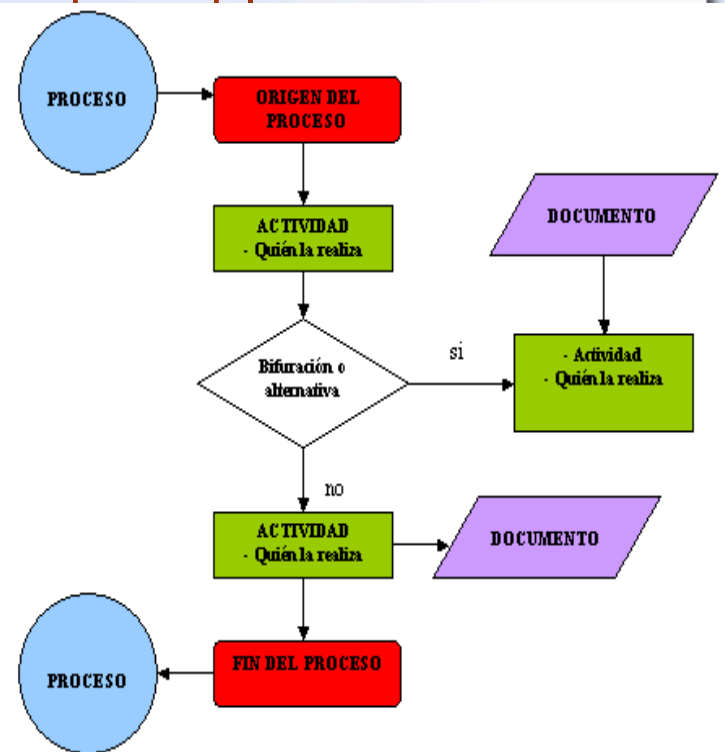 PROCESO
ORIGEN DEL
PROCESO
ACTIVIDAD
- Quién la realiza
DOCUMENTO
Bifuración o
alternativa
si
- Actividad
- Quién la realiza
no
ACTIVIDAD
- Quién la realiza
DOCUMENTO
FIN DEL PROCESO
PROCESO